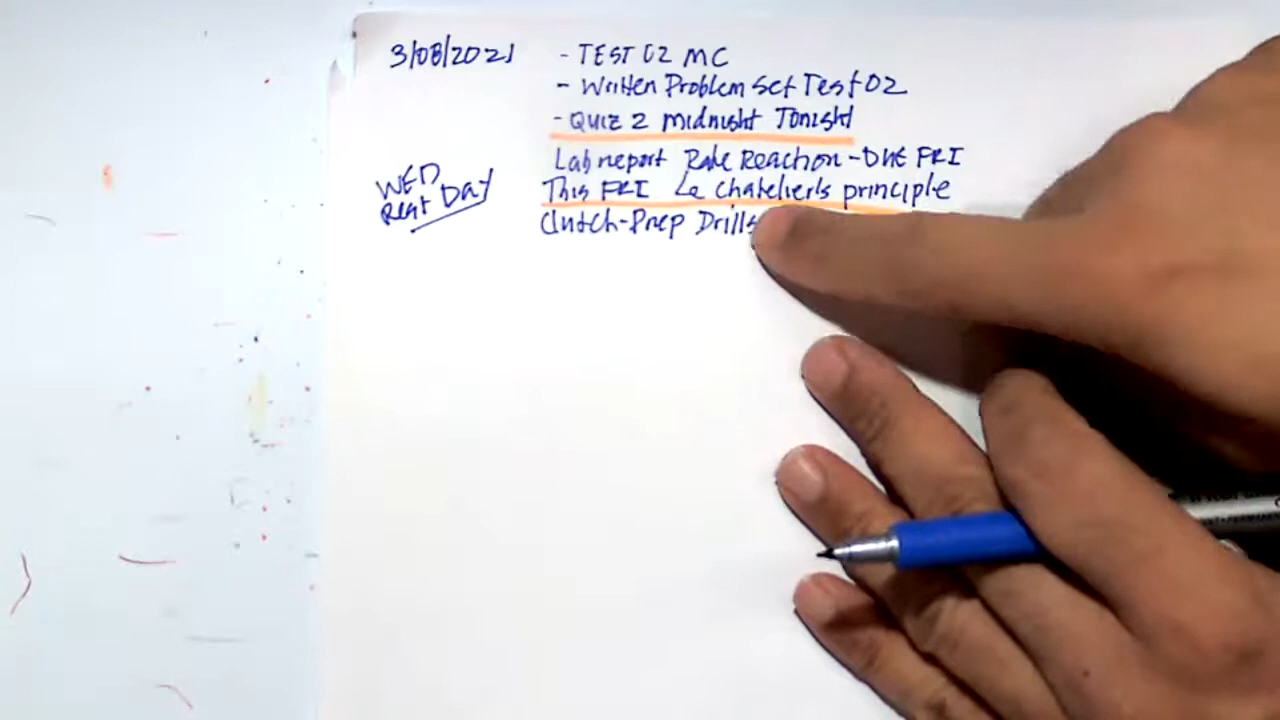 3/08/2021 - TEST 02 MC
- Written Problem Set Test 02
- Quiz 2 Midnight Tonight
Lab report Rate Reaction - DUE FRI
WED This FRI Le Chatelier's principle
Rest Day Clutch-Prep Drills